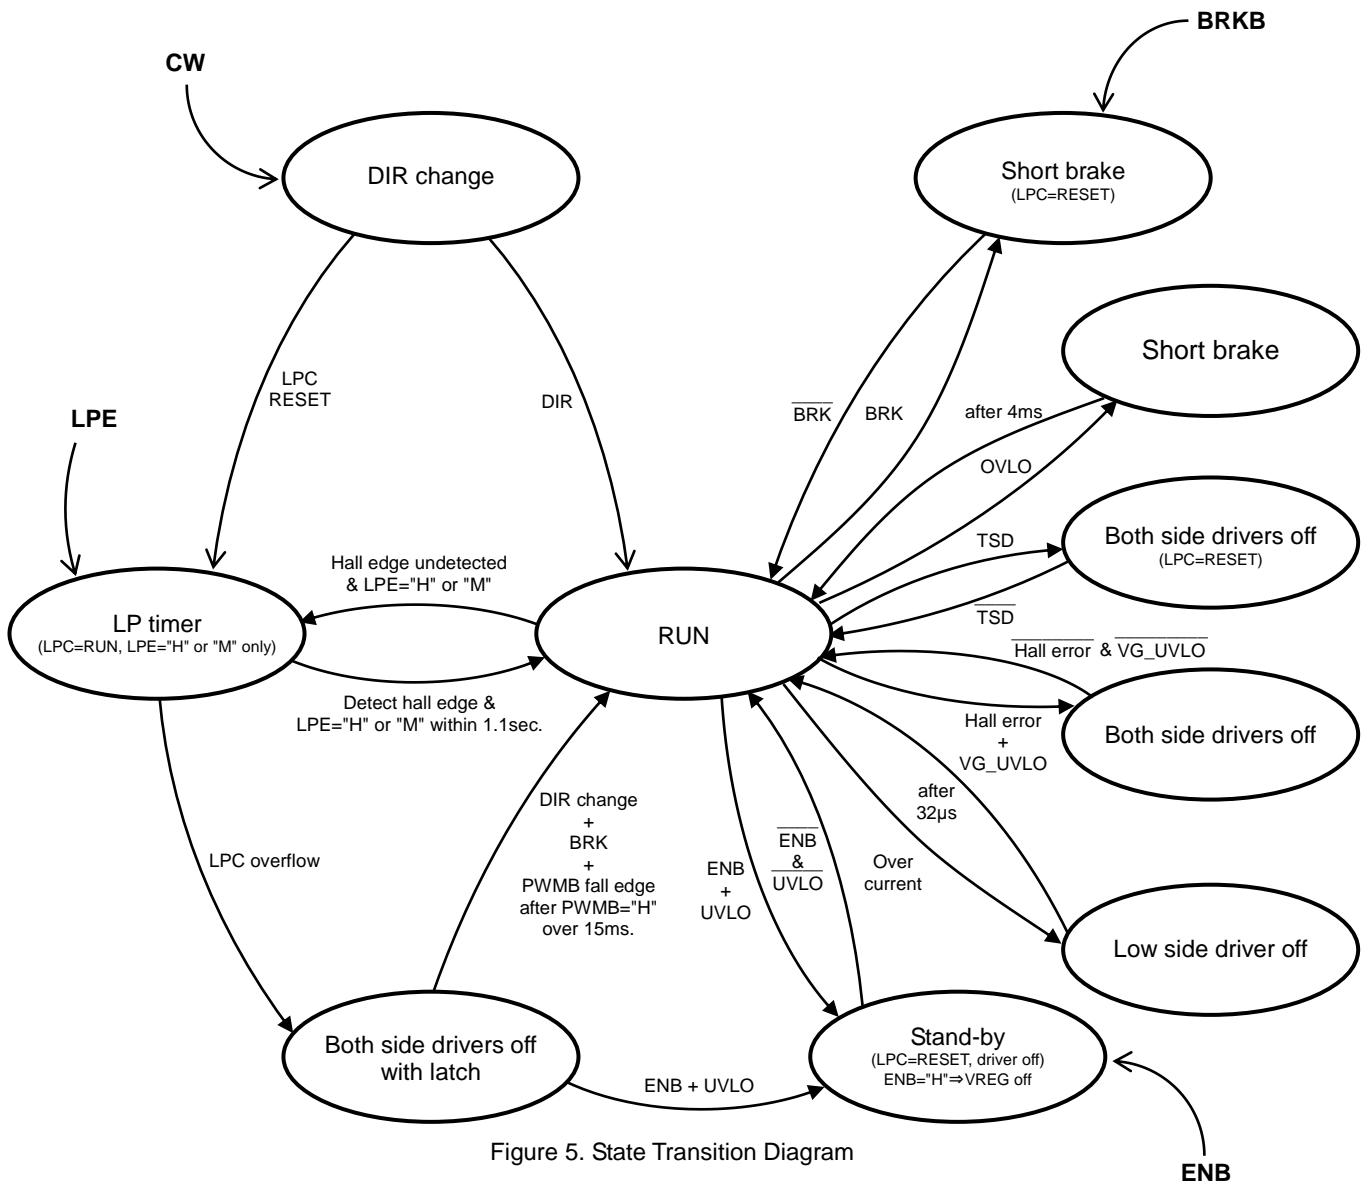 BRKB
CW
DIR change
Short brake
(LPC=RESET)
LPC
RESET
DIR
BRK
BRK
after 4ms
OVLO
Short brake
LPE
TSD
Both side drivers off
(LPC=RESET)
TSD
Hall edge undetected
& LPE="H" or "M"
LP timer
(LPC=RUN, LPE="H" or "M" only)
RUN
Hall error & VG_UVLO
Detect hall edge &
LPE="H" or "M" within 1.1sec.
Hall error
+
VG_UVLO
Both side drivers off
after
32µs
DIR change
+
BRK
+
PWMB fall edge
after PWMB="H"
over 15ms.
LPC overflow
ENB
+
UVLO
ENB
&
UVLO
Over
current
Low side driver off
Both side drivers off
with latch
ENB + UVLO
Stand-by
(LPC=RESET, driver off)
ENB="H"⇒VREG off
Figure 5. State Transition Diagram
ENB